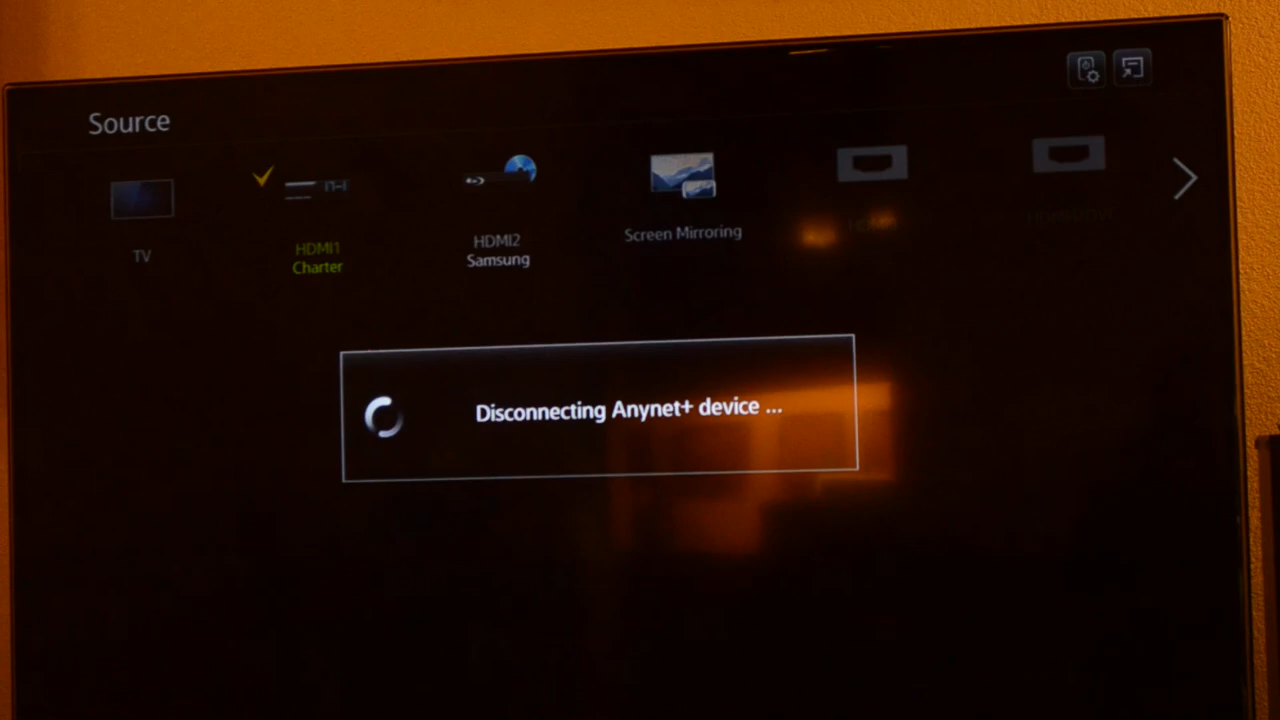 Source
TV
HDMI1
Charter
HDMI2
Samsung
Screen Mirroring
Disconnecting Anynet+ device ...